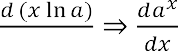 d (x ln a) / dx ⇒ da^x / dx